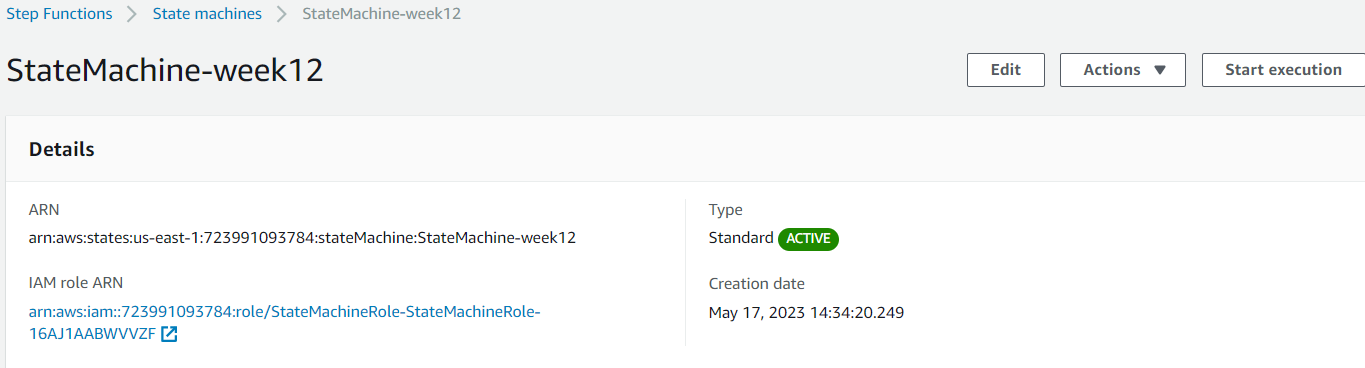 Step Functions > State machines > StateMachine-week12
StateMachine-week12
Edit
Actions
Start execution
Details
ARN
arn:aws:states:us-east-1:723991093784:stateMachine:StateMachine-week12
IAM role ARN
arn:aws:iam::723991093784:role/StateMachineRole-StateMachineRole-
16AJ1AABWVVZF
Type
Standard ACTIVE
Creation date
May 17, 2023 14:34:20.249